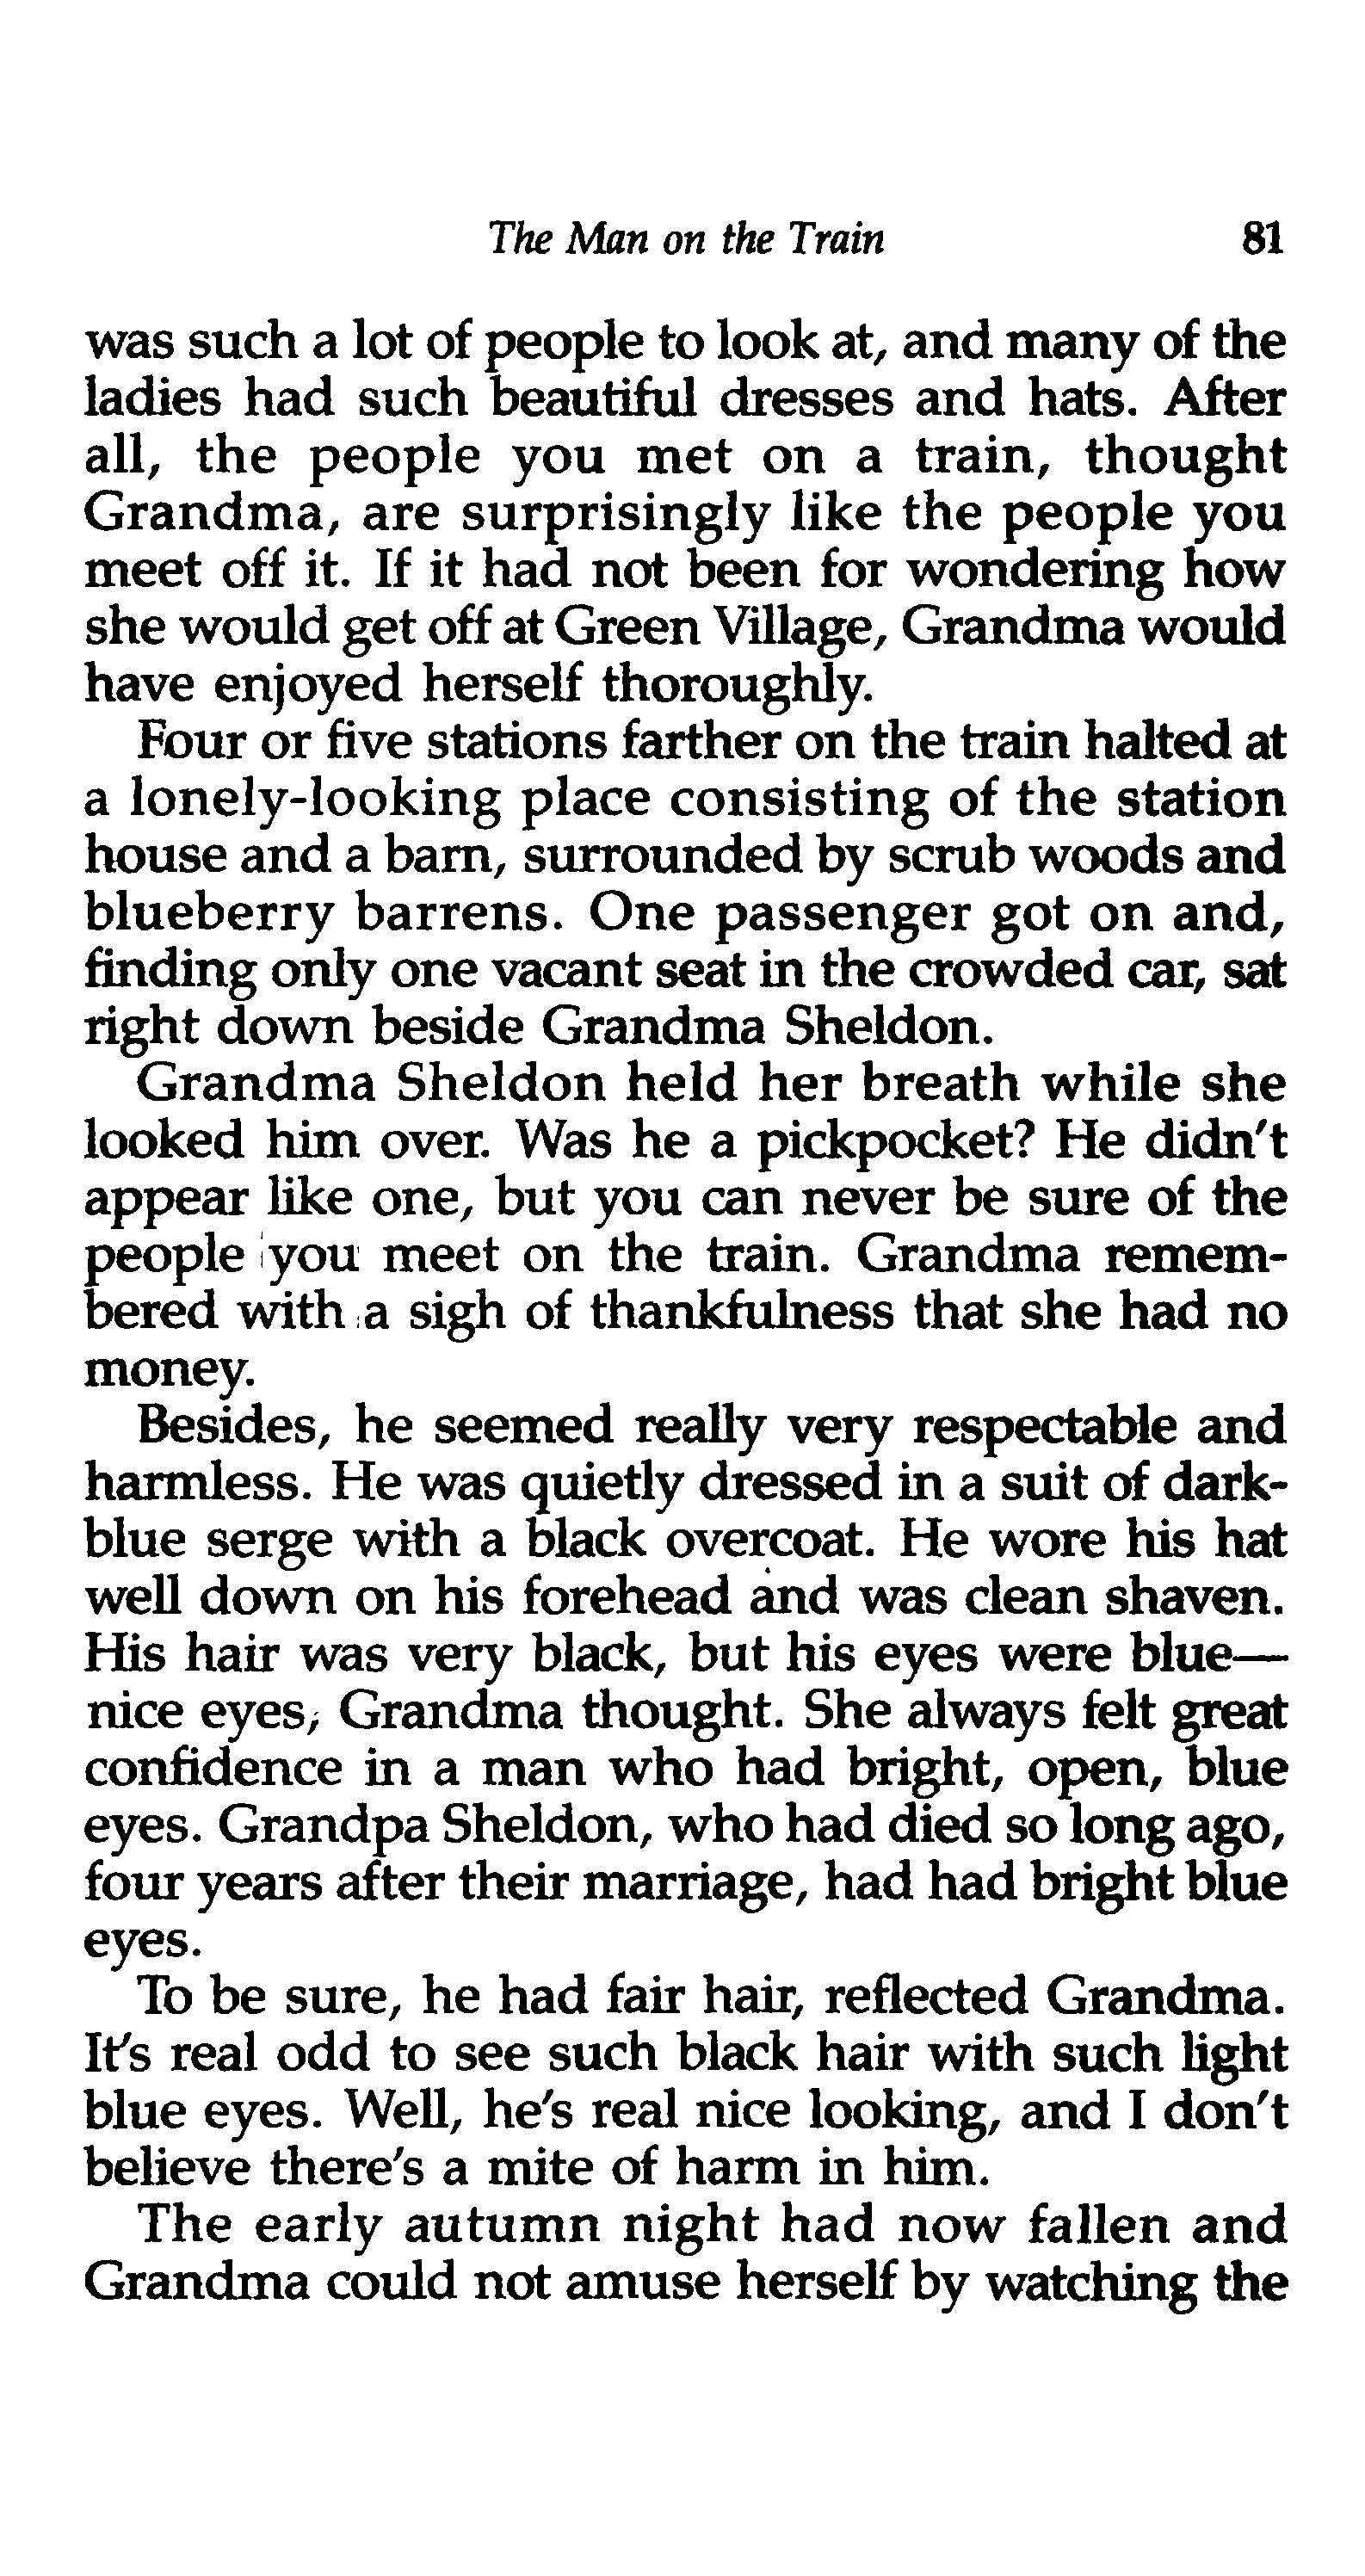 The Man on the Train 81
was such a lot of people to look at, and many of the
ladies had such beautiful dresses and hats. After
all, the people you met on a train, thought
Grandma, are surprisingly like the people you
meet off it. If it had not been for wondering how
she would get off at Green Village, Grandma would
have enjoyed herself thoroughly.
Four or five stations farther on the train halted at
a lonely-looking place consisting of the station
house and a barn, surrounded by scrub woods and
blueberry barrens. One passenger got on and,
finding only one vacant seat in the crowded car, sat
right down beside Grandma Sheldon.
Grandma Sheldon held her breath while she
looked him over. Was he a pickpocket? He didn't
appear like one, but you can never be sure of the
people you meet on the train. Grandma remem-
bered with a sigh of thankfulness that she had no
money.
Besides, he seemed really very respectable and
harmless. He was quietly dressed in a suit of dark-
blue serge with a black overcoat. He wore his hat
well down on his forehead and was clean shaven.
His hair was very black, but his eyes were blue—
nice eyes, Grandma thought. She always felt great
confidence in a man who had bright, open, blue
eyes. Grandpa Sheldon, who had died so long ago,
four years after their marriage, had had bright blue
eyes.
To be sure, he had fair hair, reflected Grandma.
It's real odd to see such black hair with such light
blue eyes. Well, he's real nice looking, and I don't
believe there's a mite of harm in him.
The early autumn night had now fallen and
Grandma could not amuse herself by watching the